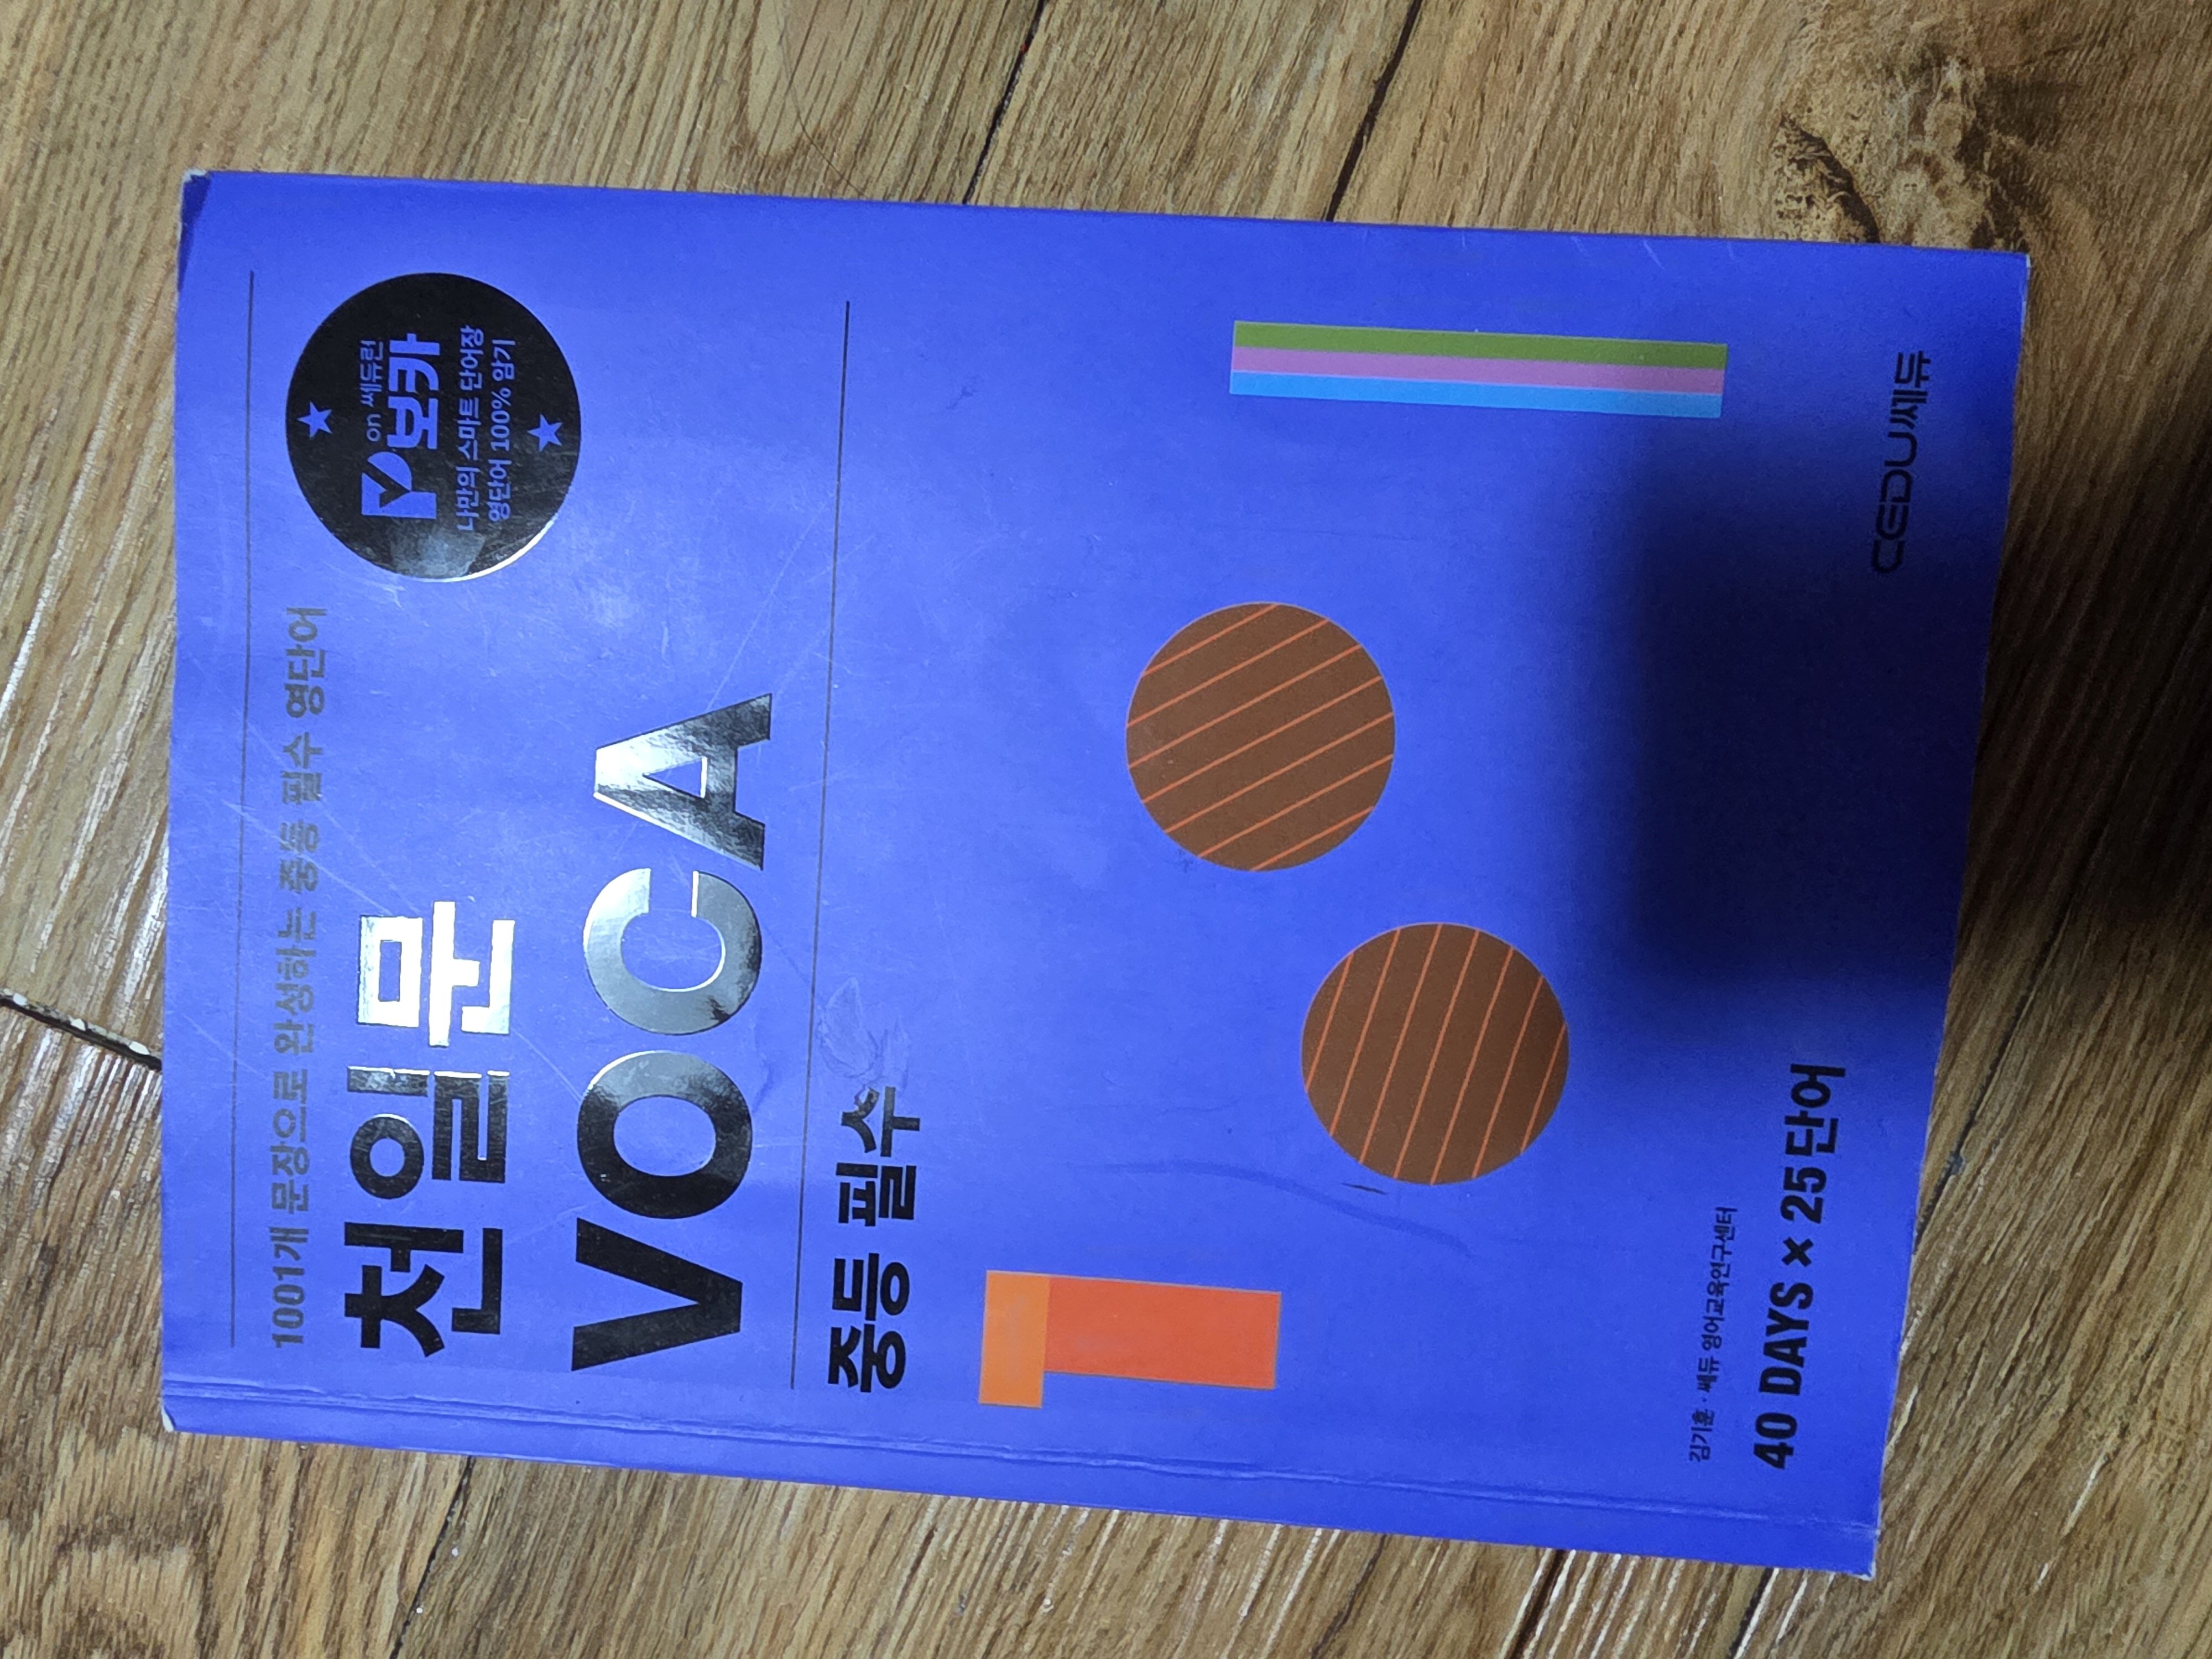 1001개 문장으로 완성하는 중등 필수 영단어
천일문
VOCA
on 쎄듀런
보카
나만의 스마트 단어장
영단어 100% 암기
중등 필수
김기훈 · 쎄듀 영어교육연구센터
40 DAYS × 25단어
CEDU쎄듀